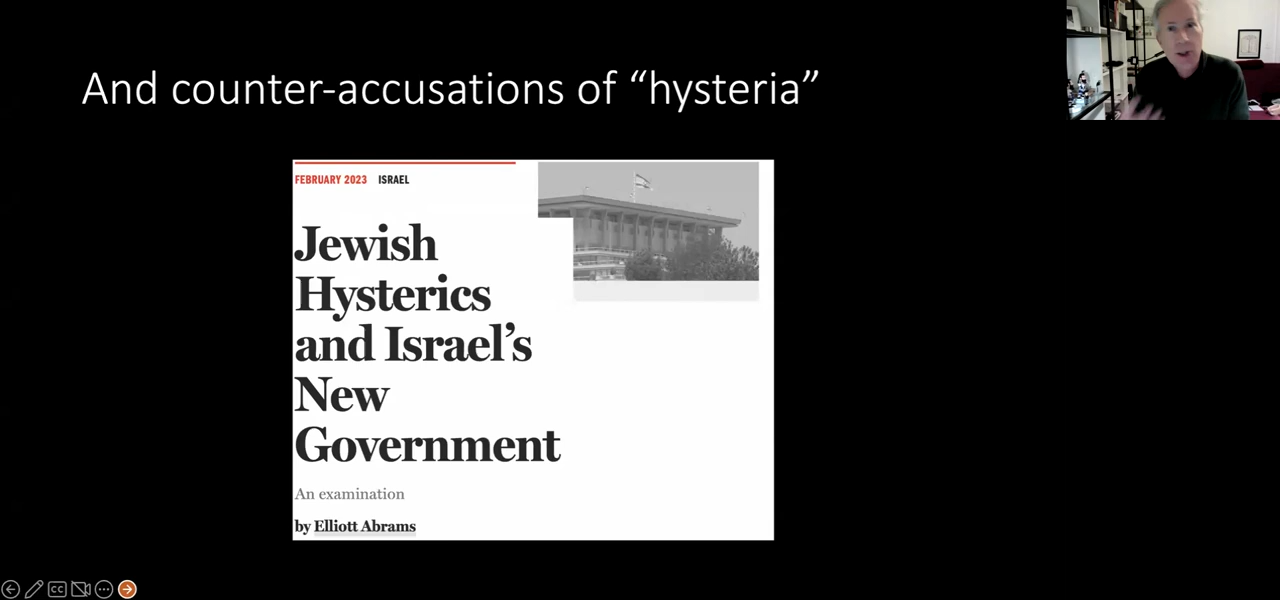 And counter-accusations of “hysteria”
FEBRUARY 2023 ISRAEL
Jewish
Hysterics
and Israel’s
New
Government
An examination
by Elliott Abrams
CC